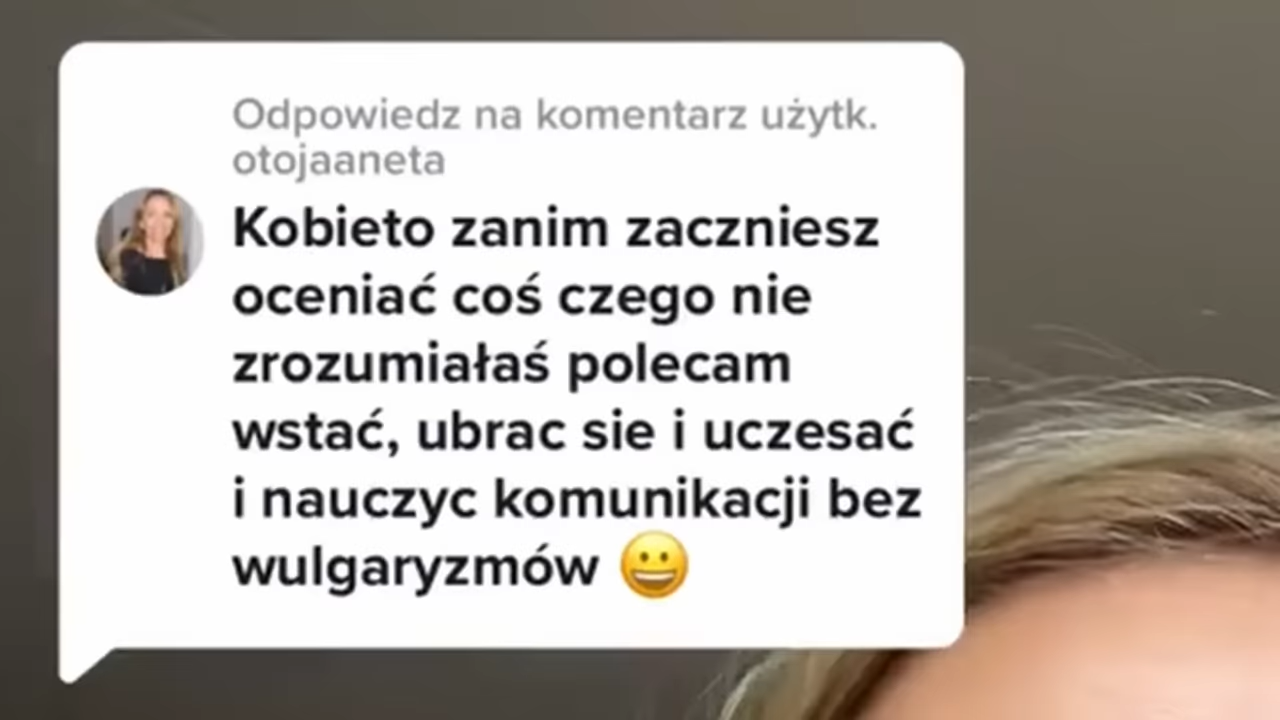 Odpowiedz na komentarz użytk.
otojaaneta
Kobieto zanim zaczniesz
oceniać coś czego nie
zrozumiałaś polecam
wstać, ubrac sie i uczesać
i nauczyc komunikacji bez
wulgaryzmów 😀